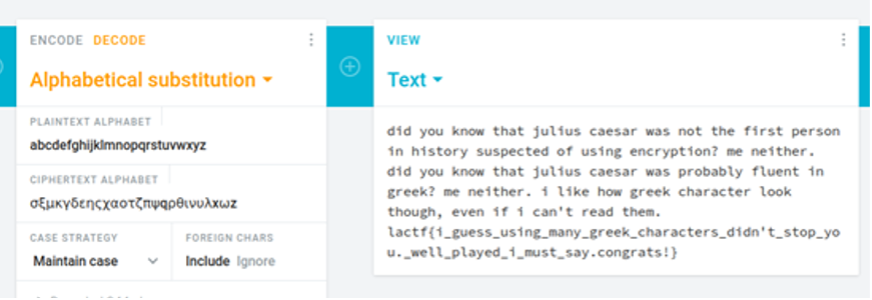 ENCODE DECODE
Alphabetical substitution
PLAINTEXT ALPHABET
abcdefghijklmnopqrstuvwxyz
CIPHERTEXT ALPHABET
σξμκγδεηςχαοτζπψqρθινυλxωz
CASE STRATEGY
Maintain case
FOREIGN CHARS
Include Ignore
VIEW
Text
did you know that julius caesar was not the first person
in history suspected of using encryption? me neither.
did you know that julius caesar was probably fluent in
greek? me neither. i like how greek character look
though, even if i can't read them.
lactf{i_guess_using_many_greek_characters_didn't_stop_yo
u._well_played_i_must_say.congrats!}